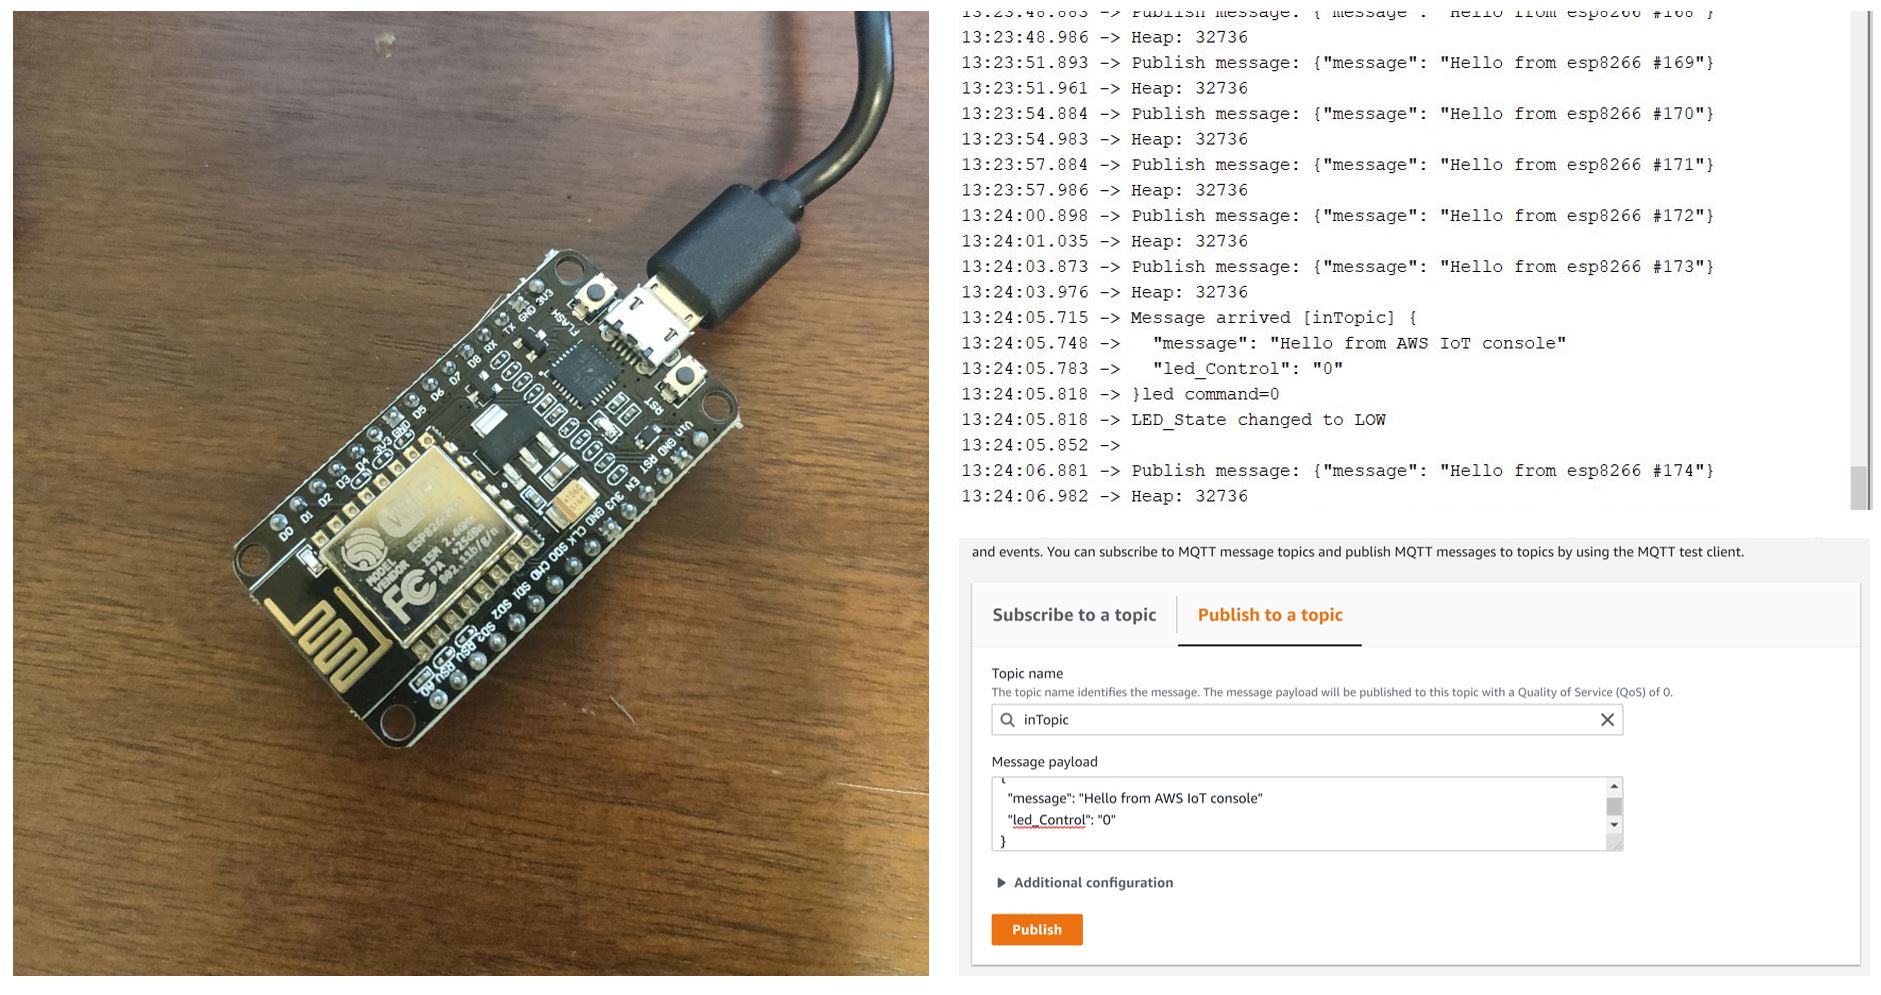 FLASH
3V3
GND
TX
RX
D8
D7
D6
D5
GND
3V3
D4
D3
D2
D1
D0
RST
Vin
GND
RST
EN
3V3
GND
CLK
SD0
CMD
SD1
SD2
SD3
RSV
RSV
MODEL
VENDOR
ISM 2.4GHz
PA +25dBm
802.11b/g/n
FC
13:23:48.883 -> Publish message: {"message": "Hello from esp8266 #168"}
13:23:48.986 -> Heap: 32736
13:23:51.893 -> Publish message: {"message": "Hello from esp8266 #169"}
13:23:51.961 -> Heap: 32736
13:23:54.884 -> Publish message: {"message": "Hello from esp8266 #170"}
13:23:54.983 -> Heap: 32736
13:23:57.884 -> Publish message: {"message": "Hello from esp8266 #171"}
13:23:57.986 -> Heap: 32736
13:24:00.898 -> Publish message: {"message": "Hello from esp8266 #172"}
13:24:01.035 -> Heap: 32736
13:24:03.873 -> Publish message: {"message": "Hello from esp8266 #173"}
13:24:03.976 -> Heap: 32736
13:24:05.715 -> Message arrived [inTopic] {
13:24:05.748 ->   "message": "Hello from AWS IoT console"
13:24:05.783 ->   "led_Control": "0"
13:24:05.818 -> }led command=0
13:24:05.818 -> LED_State changed to LOW
13:24:05.852 ->
13:24:06.881 -> Publish message: {"message": "Hello from esp8266 #174"}
13:24:06.982 -> Heap: 32736
and events. You can subscribe to MQTT message topics and publish MQTT messages to topics by using the MQTT test client.
Subscribe to a topic
Publish to a topic
Topic name
The topic name identifies the message. The message payload will be published to this topic with a Quality of Service (QoS) of 0.
inTopic
Message payload
{
"message": "Hello from AWS IoT console"
"led_Control": "0"
}
Additional configuration
Publish